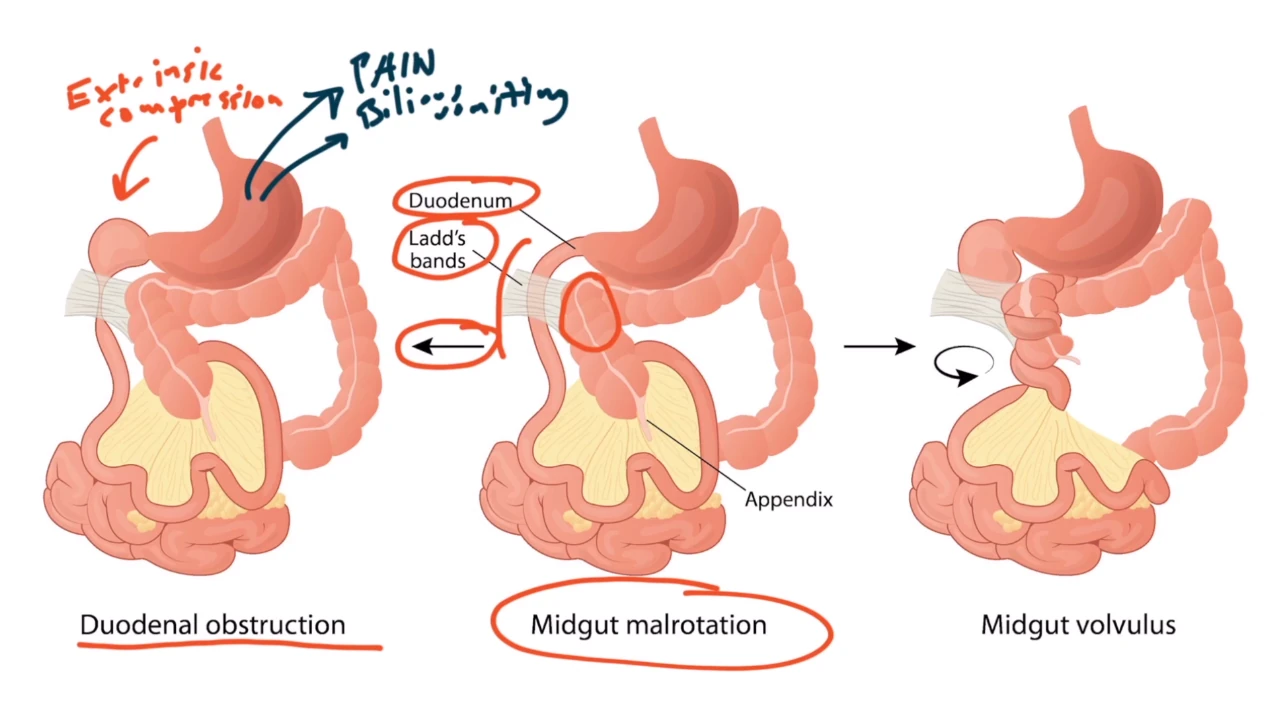 Extrinsic
compression
PAIN
Bilious vomiting
Duodenum
Ladd's
bands
Appendix
Duodenal obstruction
Midgut malrotation
Midgut volvulus